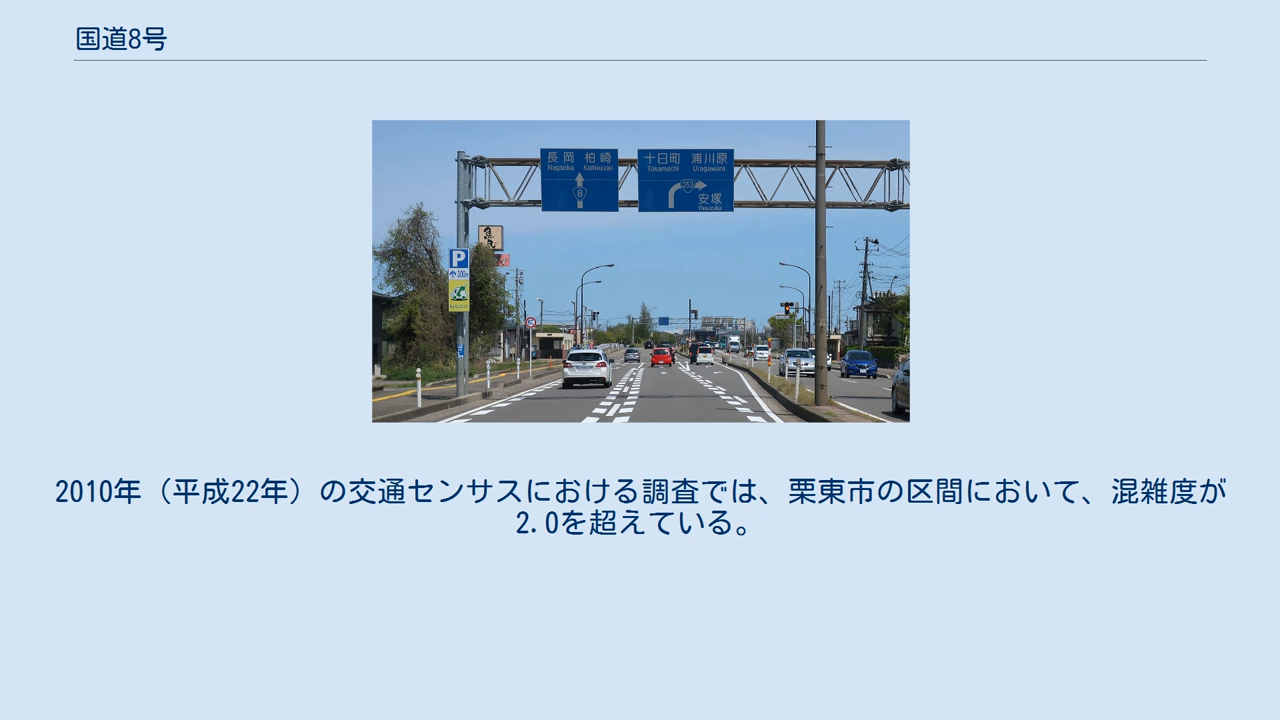 国道8号
長岡 柏崎
Nagaoka Kashiwazaki
8
十日町 浦川原
Tokamachi Uragawara
253
安塚
Yasuzuka
魚民
P
300m
2010年（平成22年）の交通センサスにおける調査では、栗東市の区間において、混雑度が
2.0を超えている。